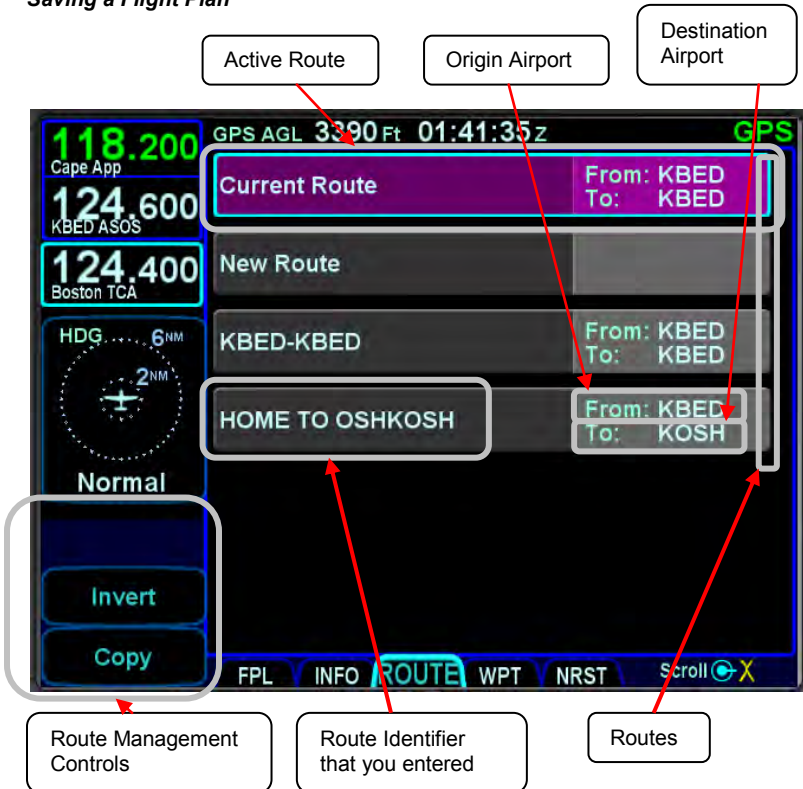 Saving a Flight Plan
Active Route
Origin Airport
Destination
Airport
118.200
Cape App
124.600
KBED ASOS
124.400
Boston TCA
HDG 6NM
2NM
Normal
Invert
Copy
GPS AGL 3390 Ft 01:41:35 Z GPS
Current Route
From: KBED
To: KBED
New Route
KBED-KBED
From: KBED
To: KBED
HOME TO OSHKOSH
From: KBED
To: KOSH
FPL INFO ROUTE WPT NRST Scroll
Route Management
Controls
Route Identifier
that you entered
Routes